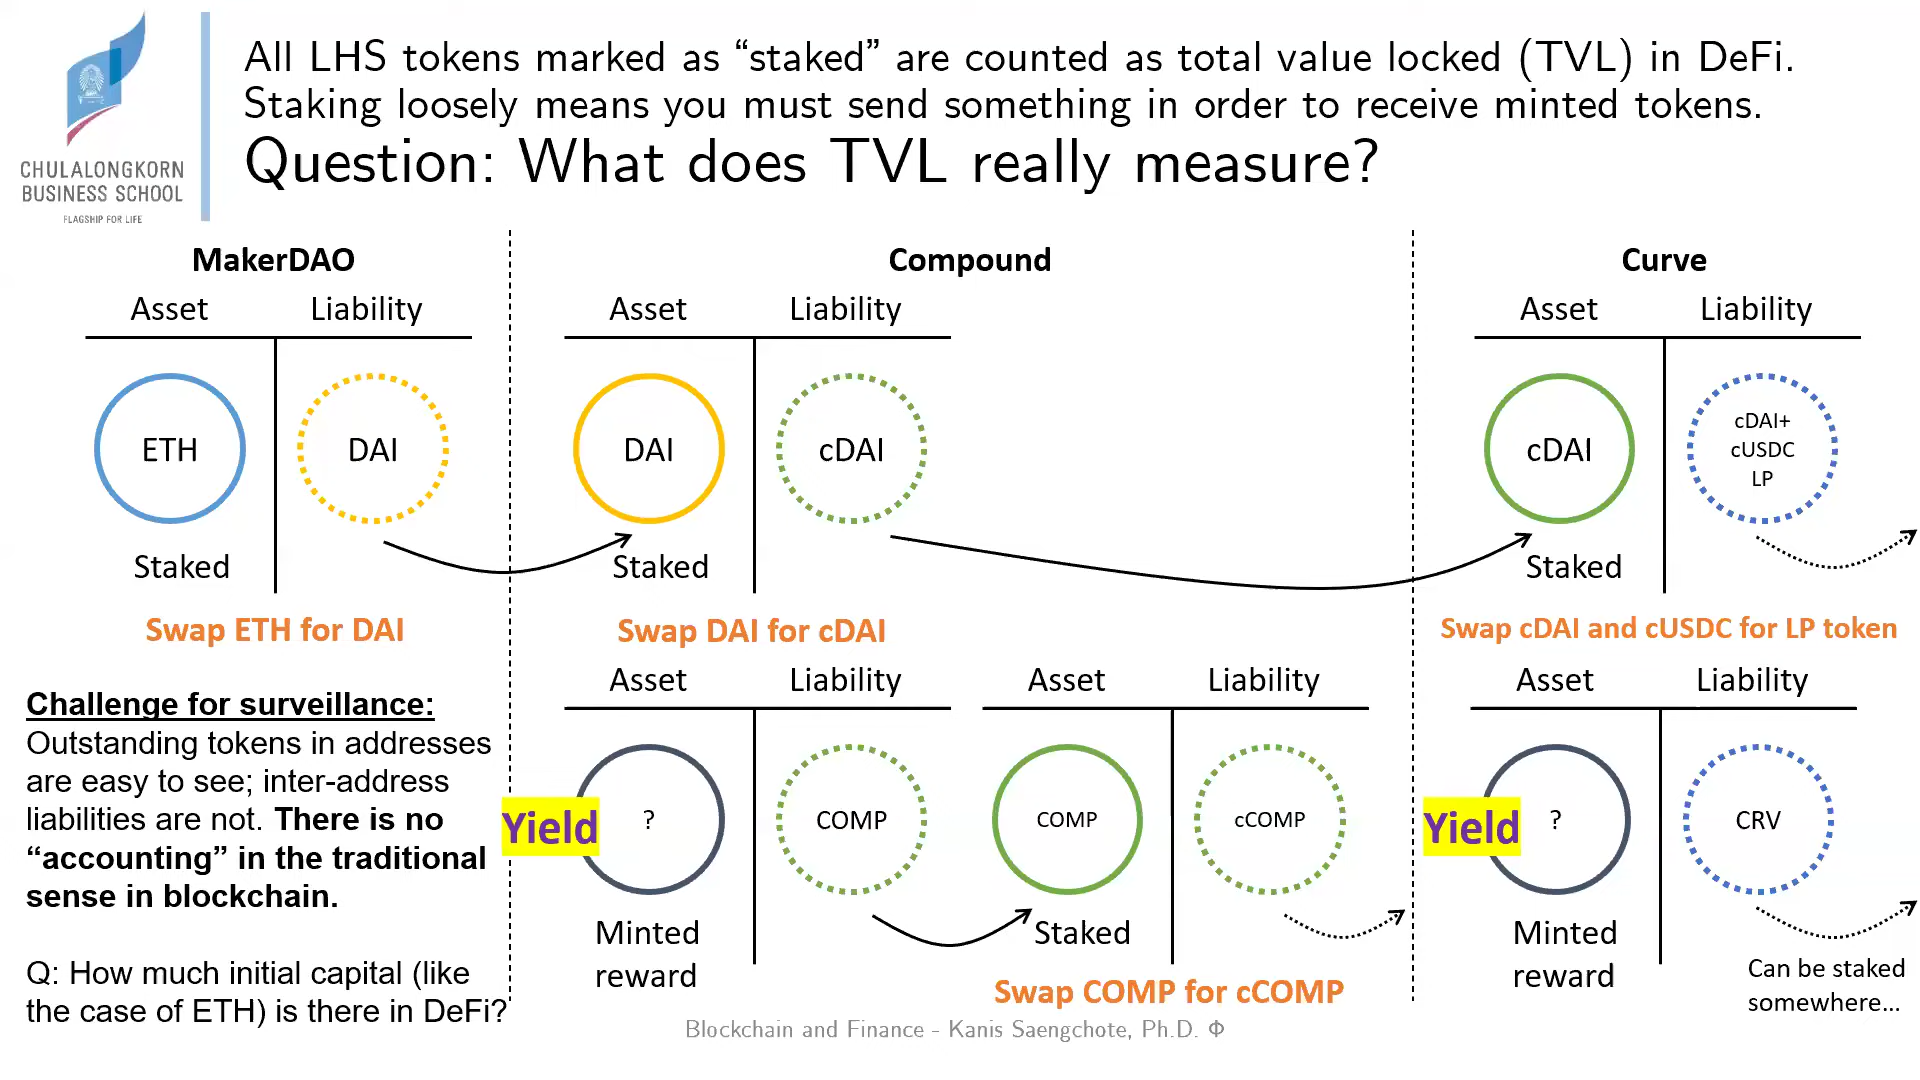 CHULALONGKORN
BUSINESS SCHOOL
FLAGSHIP FOR LIFE
All LHS tokens marked as “staked” are counted as total value locked (TVL) in DeFi.
Staking loosely means you must send something in order to receive minted tokens.
Question: What does TVL really measure?
MakerDAO
Asset Liability
ETH DAI
Staked
Swap ETH for DAI
Compound
Asset Liability
DAI cDAI
Staked
Swap DAI for cDAI
Curve
Asset Liability
cDAI
cDAI+
cUSDC
LP
Staked
Swap cDAI and cUSDC for LP token
Challenge for surveillance:
Outstanding tokens in addresses
are easy to see; inter-address
liabilities are not. There is no
“accounting” in the traditional
sense in blockchain.
Q: How much initial capital (like
the case of ETH) is there in DeFi?
Asset Liability
Yield ? COMP
Minted
reward
Asset Liability
COMP cCOMP
Staked
Swap COMP for cCOMP
Asset Liability
Yield ? CRV
Minted
reward
Can be staked
somewhere...
Blockchain and Finance - Kanis Saengchote, Ph.D. Φ